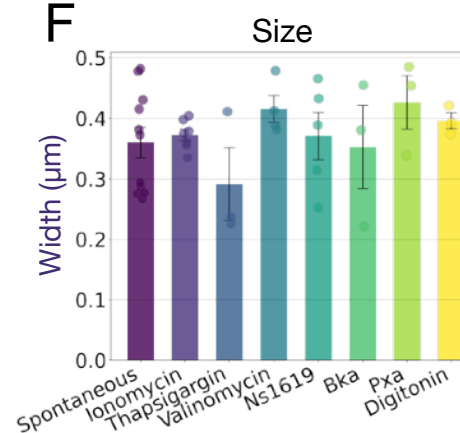 F
Size
Width (μm)
0.5
0.4
0.3
0.2
0.1
0.0
Spontaneous
Ionomycin
Thapsigargin
Valinomycin
Ns1619
Bka
Pxa
Digitonin